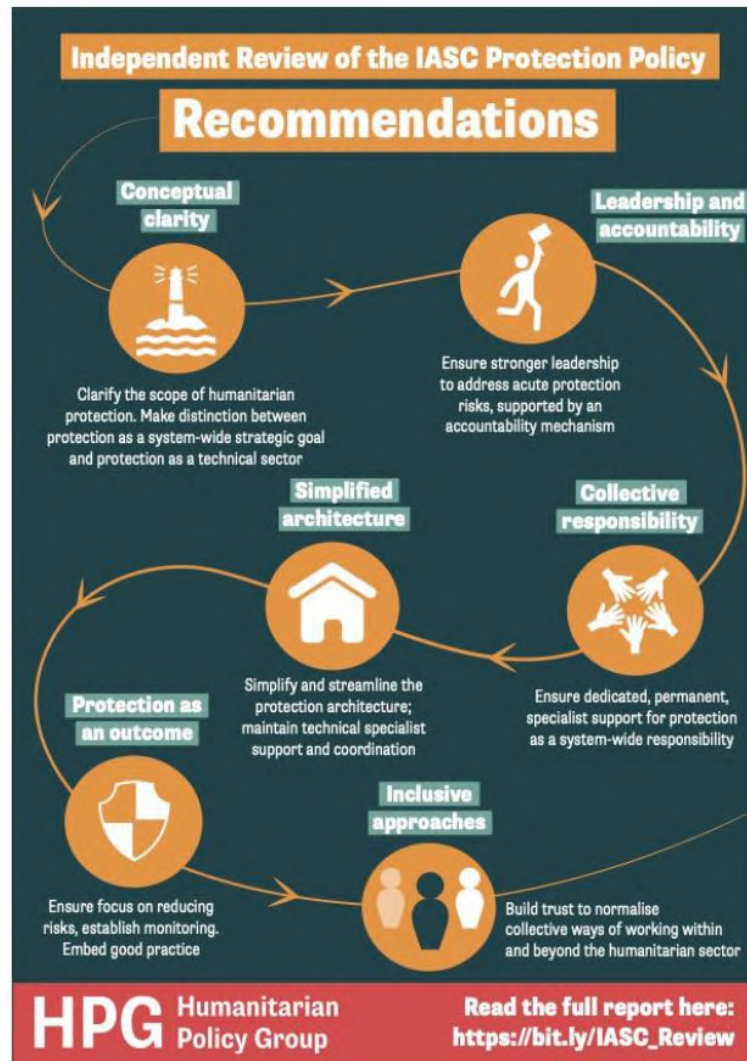 Independent Review of the IASC Protection Policy
Recommendations
Conceptual
clarity
Clarify the scope of humanitarian
protection. Make distinction between
protection as a system-wide strategic goal
and protection as a technical sector
Leadership and
accountability
Ensure stronger leadership
to address acute protection
risks, supported by an
accountability mechanism
Collective
responsibility
Ensure dedicated, permanent,
specialist support for protection
as a system-wide responsibility
Simplified
architecture
Simplify and streamline the
protection architecture;
maintain technical specialist
support and coordination
Protection as
an outcome
Ensure focus on reducing
risks, establish monitoring.
Embed good practice
Inclusive
approaches
Build trust to normalise
collective ways of working within
and beyond the humanitarian sector
HPG Humanitarian
Policy Group
Read the full report here:
https://bit.ly/IASC_Review